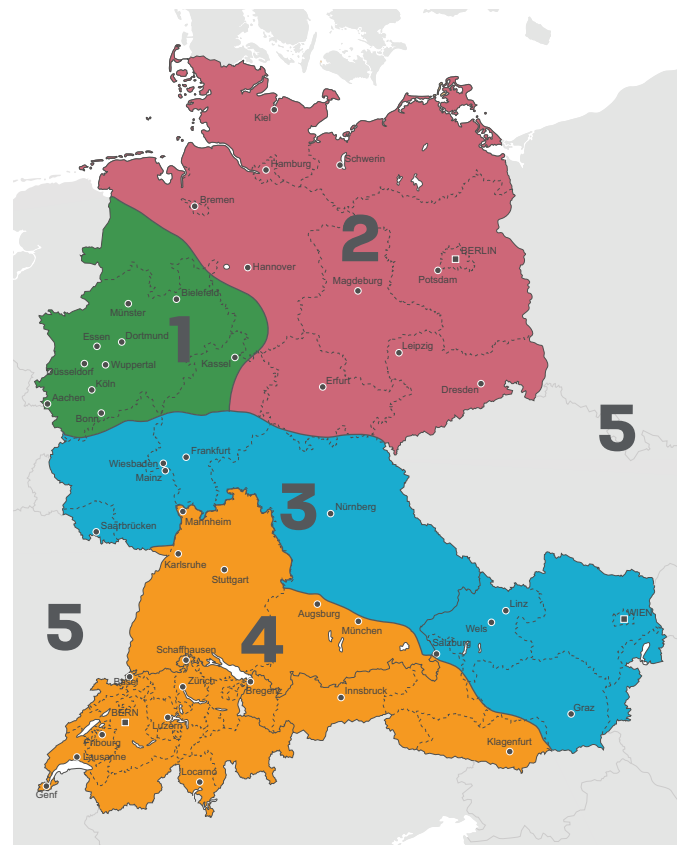 Kiel
Hamburg
Schwerin
Bremen
2
BERLIN
Hannover
Potsdam
Magdeburg
Bielefeld
Münster
1
Essen
Dortmund
Leipzig
Wuppertal
Kassel
Düsseldorf
Köln
Erfurt
Dresden
Aachen
Bonn
5
Frankfurt
Wiesbaden
Mainz
3
Nürnberg
Saarbrücken
Mannheim
Karlsruhe
Stuttgart
5
Linz
Augsburg
WIEN
4
Wels
München
Salzburg
Schaffhausen
Basel
Zürich
Bregenz
Innsbruck
BERN
Luzern
Graz
Fribourg
Klagenfurt
Lausanne
Locarno
Genf